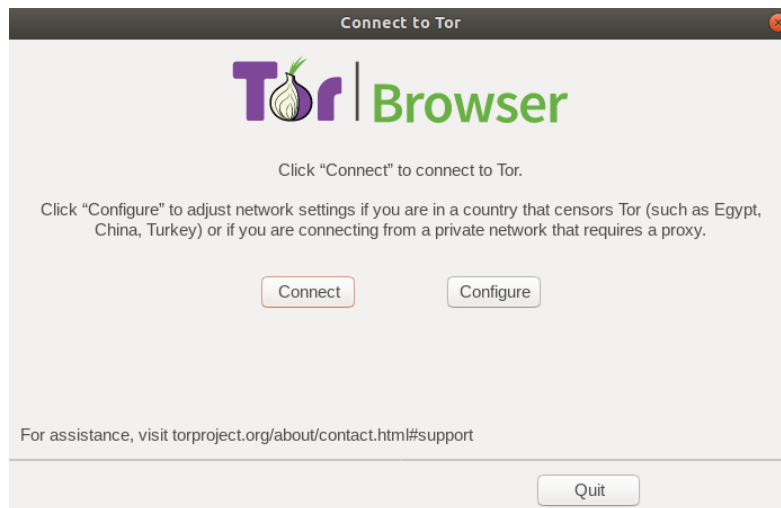 Connect to Tor
Tor Browser
Click “Connect” to connect to Tor.
Click “Configure” to adjust network settings if you are in a country that censors Tor (such as Egypt,
China, Turkey) or if you are connecting from a private network that requires a proxy.
Connect Configure
For assistance, visit torproject.org/about/contact.html#support
Quit